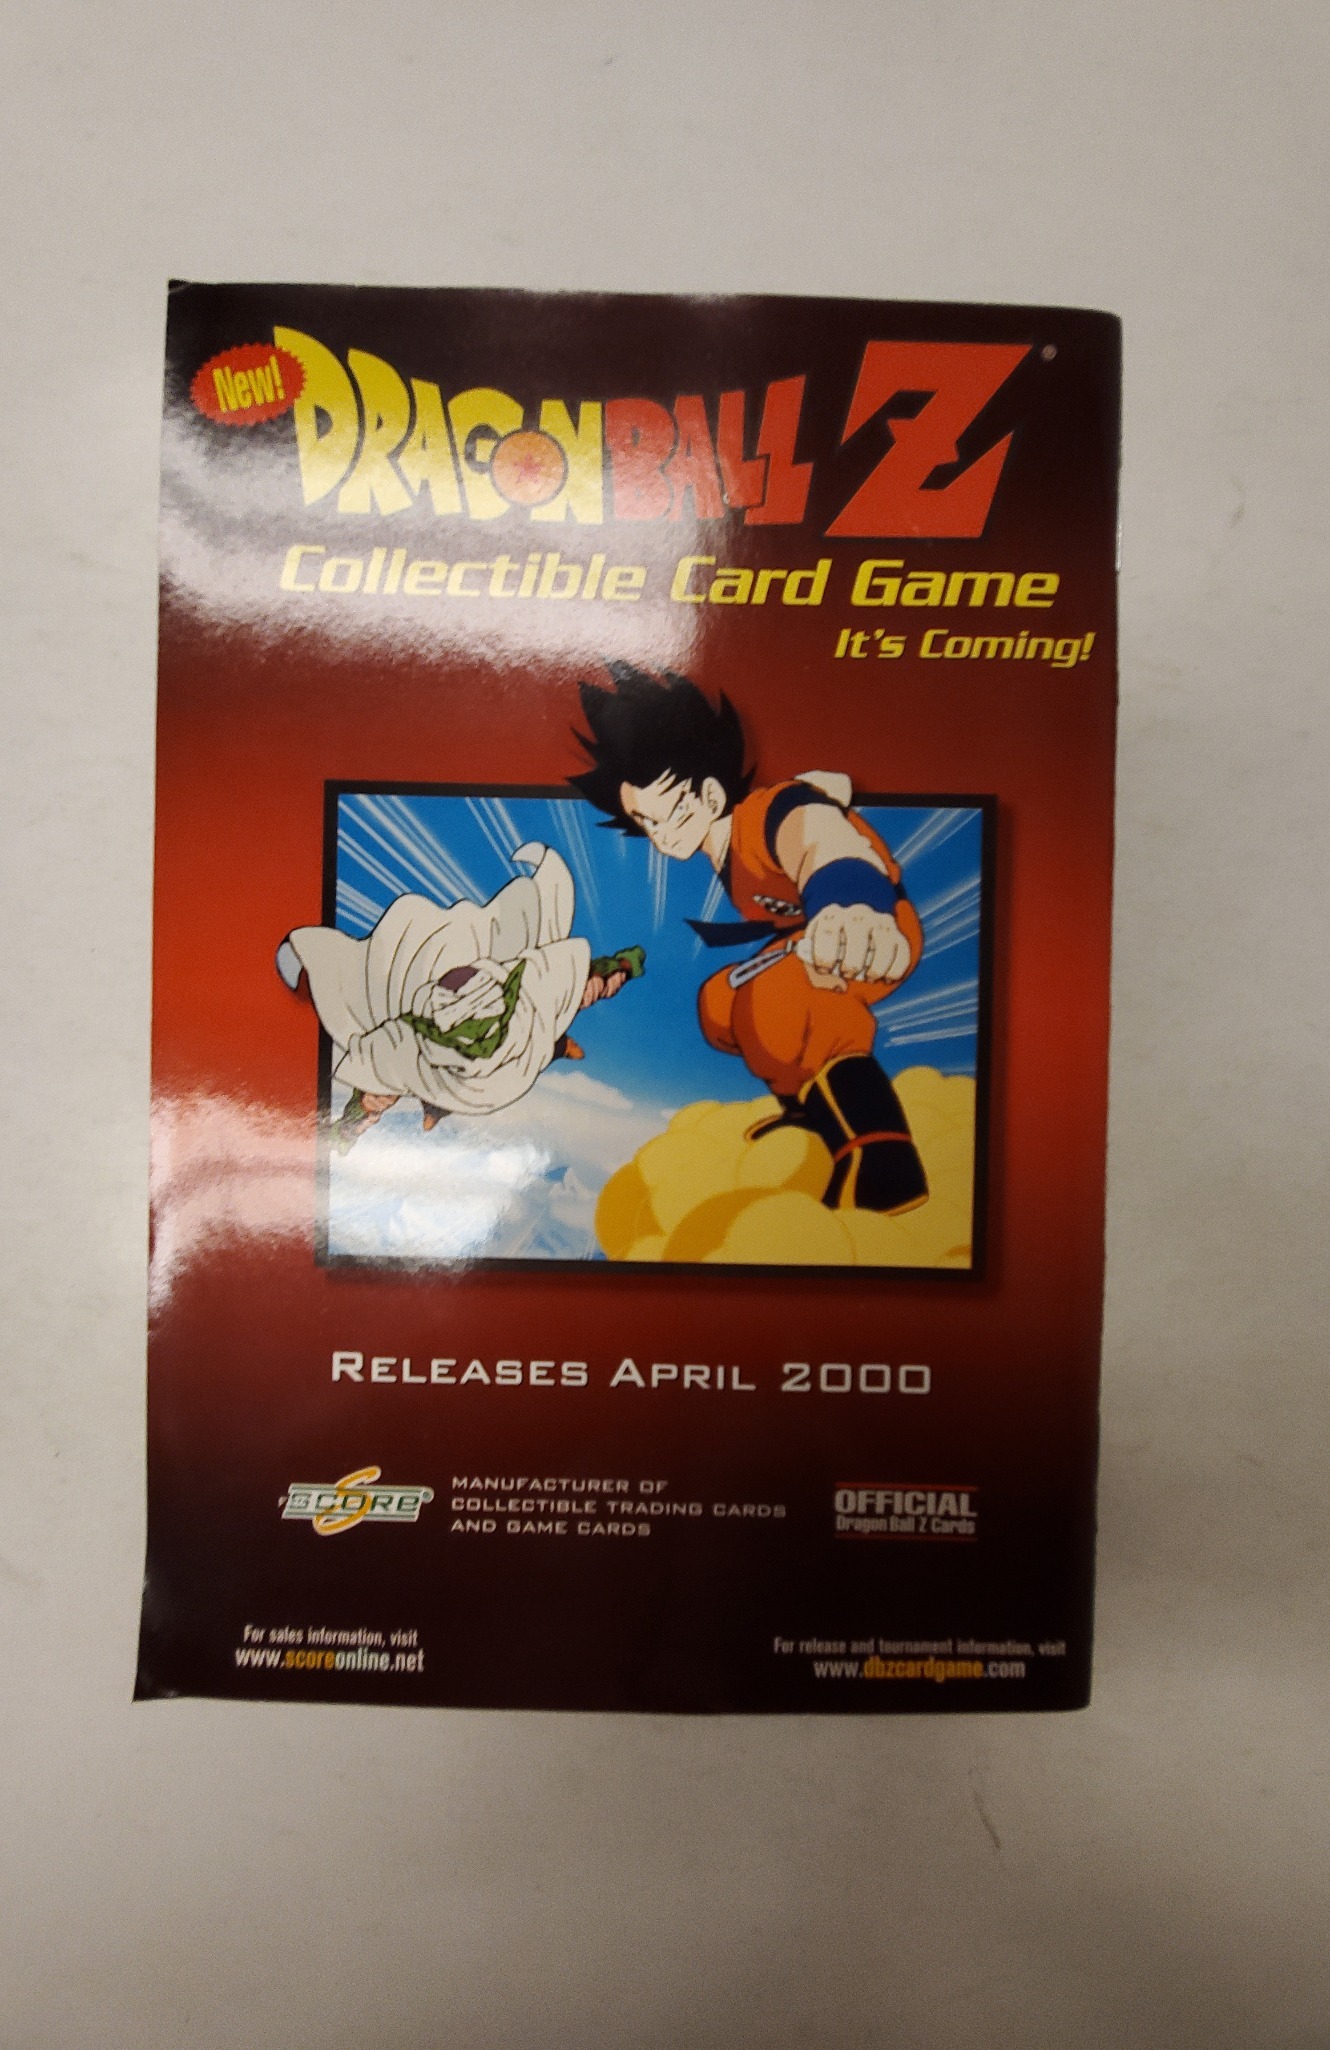 New!
DRAGON BALL Z®
Collectible Card Game
It's Coming!
RELEASES APRIL 2000
SCORE®
MANUFACTURER OF
COLLECTIBLE TRADING CARDS
AND GAME CARDS
OFFICIAL
Dragon Ball Z Cards
For sales information, visit
www.scoreonline.net
For release and tournament information, visit
www.dbzcardgame.com